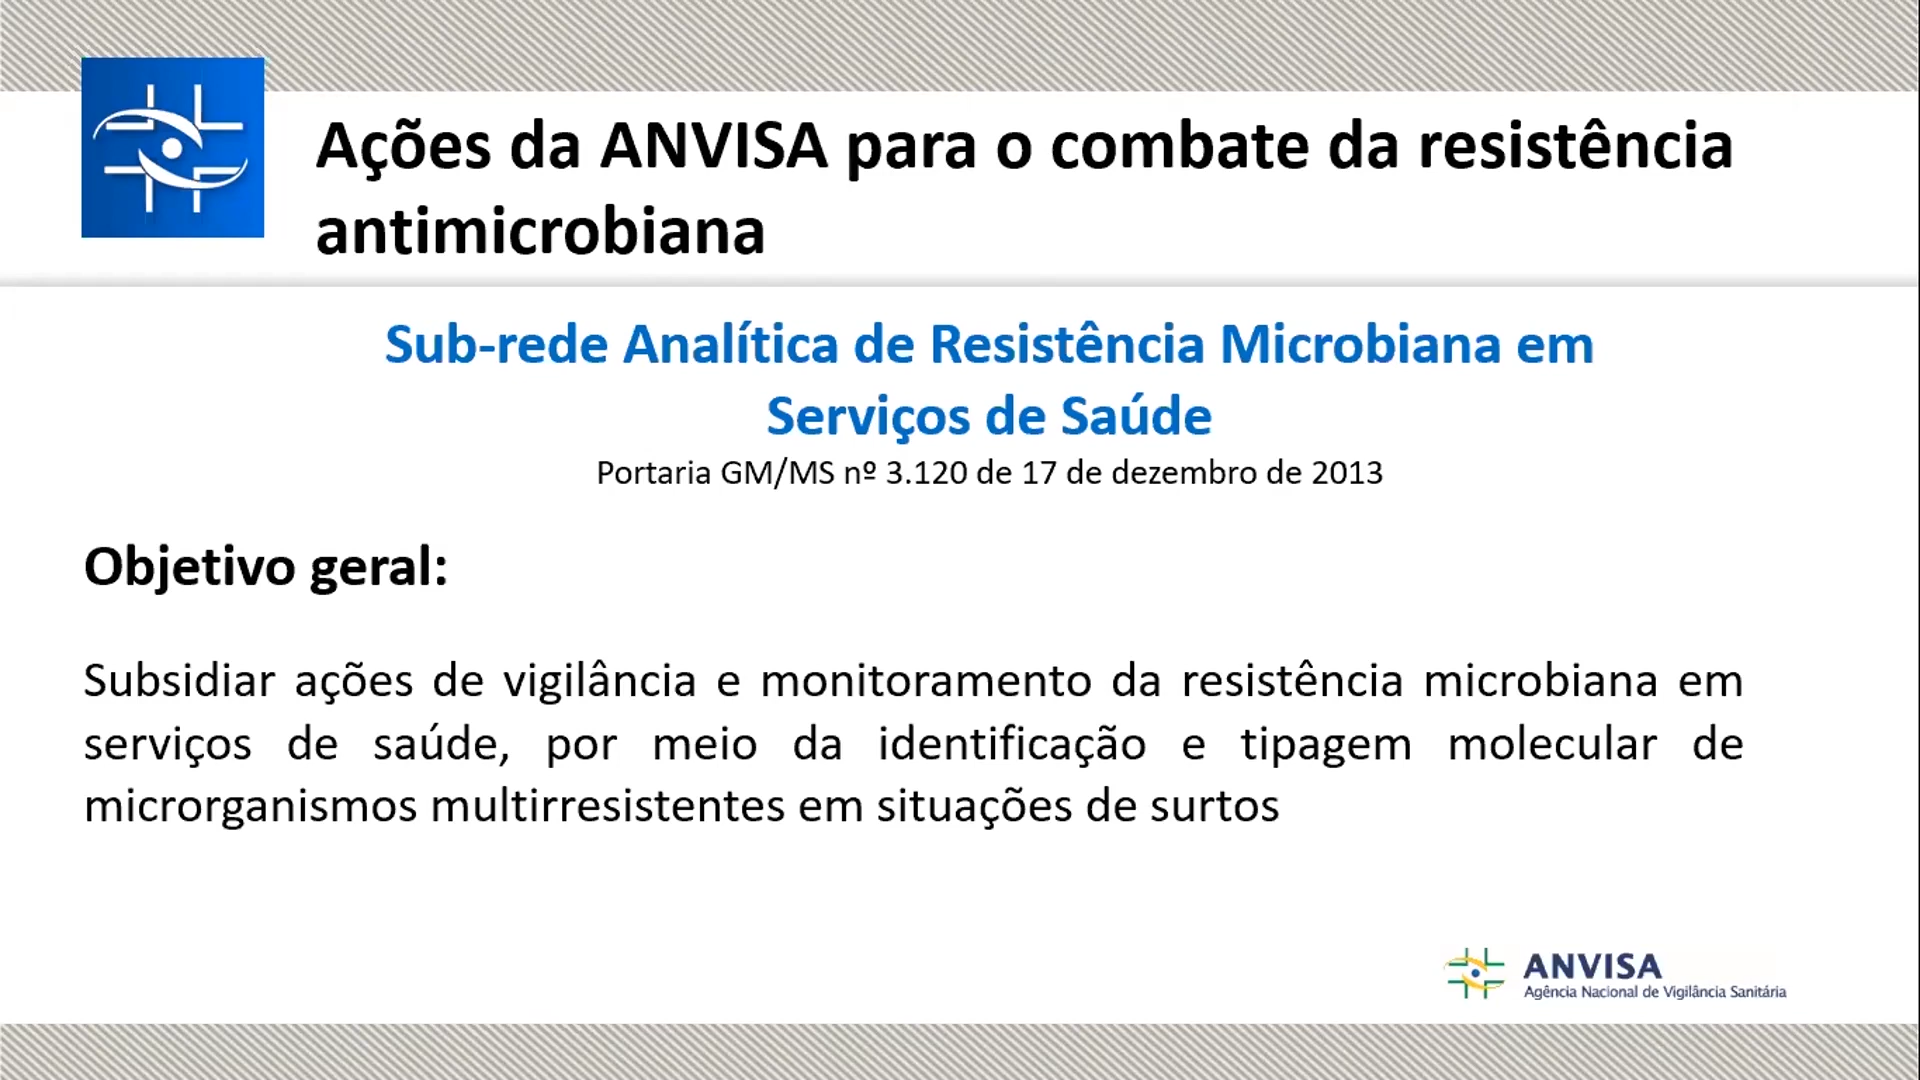 Ações da ANVISA para o combate da resistência
antimicrobiana
Sub-rede Analítica de Resistência Microbiana em
Serviços de Saúde
Portaria GM/MS nº 3.120 de 17 de dezembro de 2013
Objetivo geral:
Subsidiar ações de vigilância e monitoramento da resistência microbiana em
serviços de saúde, por meio da identificação e tipagem molecular de
microrganismos multirresistentes em situações de surtos
ANVISA
Agência Nacional de Vigilância Sanitária